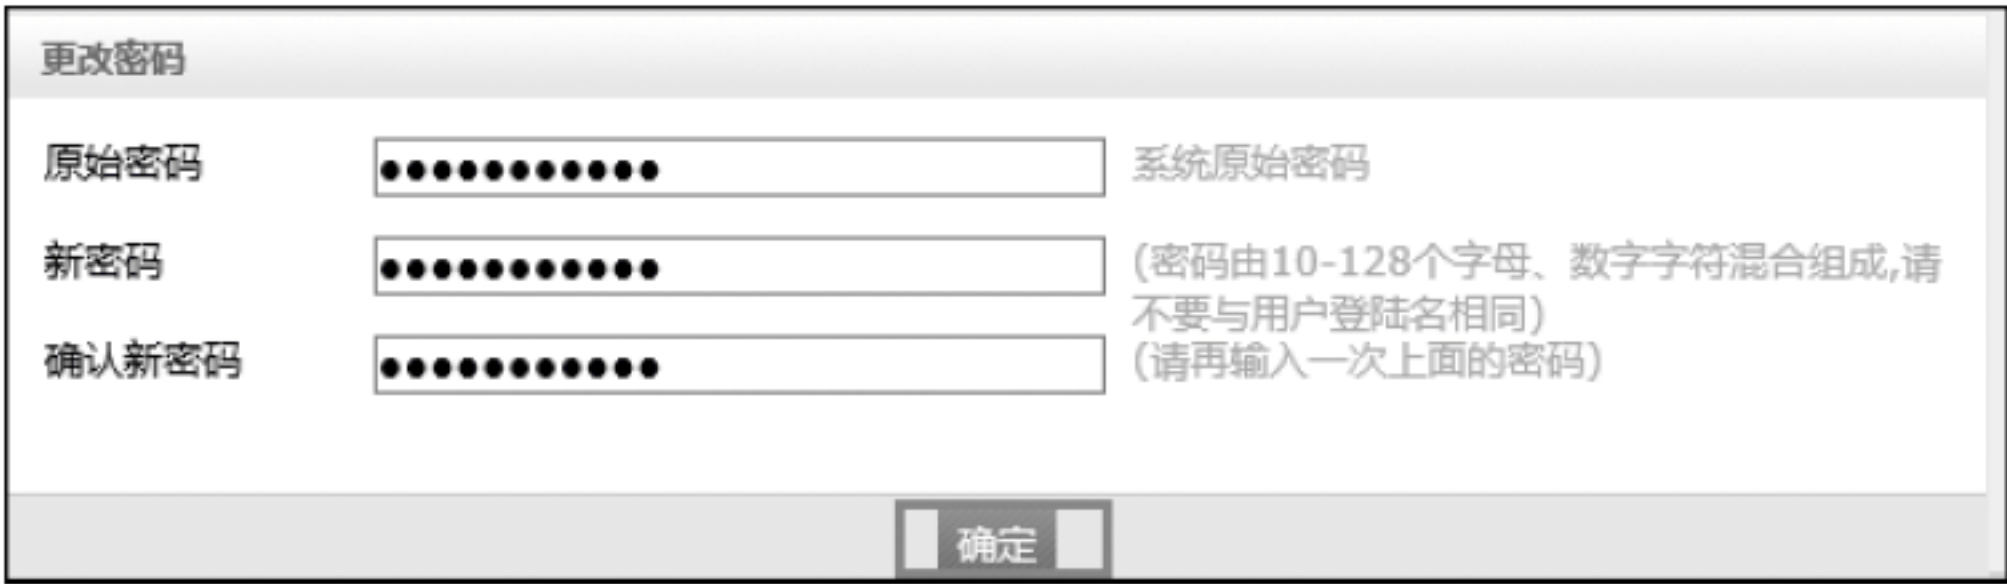 更改密码
原始密码 ●●●●●●●●●●● 系统原始密码
新密码 ●●●●●●●●●●● (密码由10-128个字母、数字字符混合组成,请
不要与用户登陆名相同)
确认新密码 ●●●●●●●●●●● (请再输入一次上面的密码)
确定